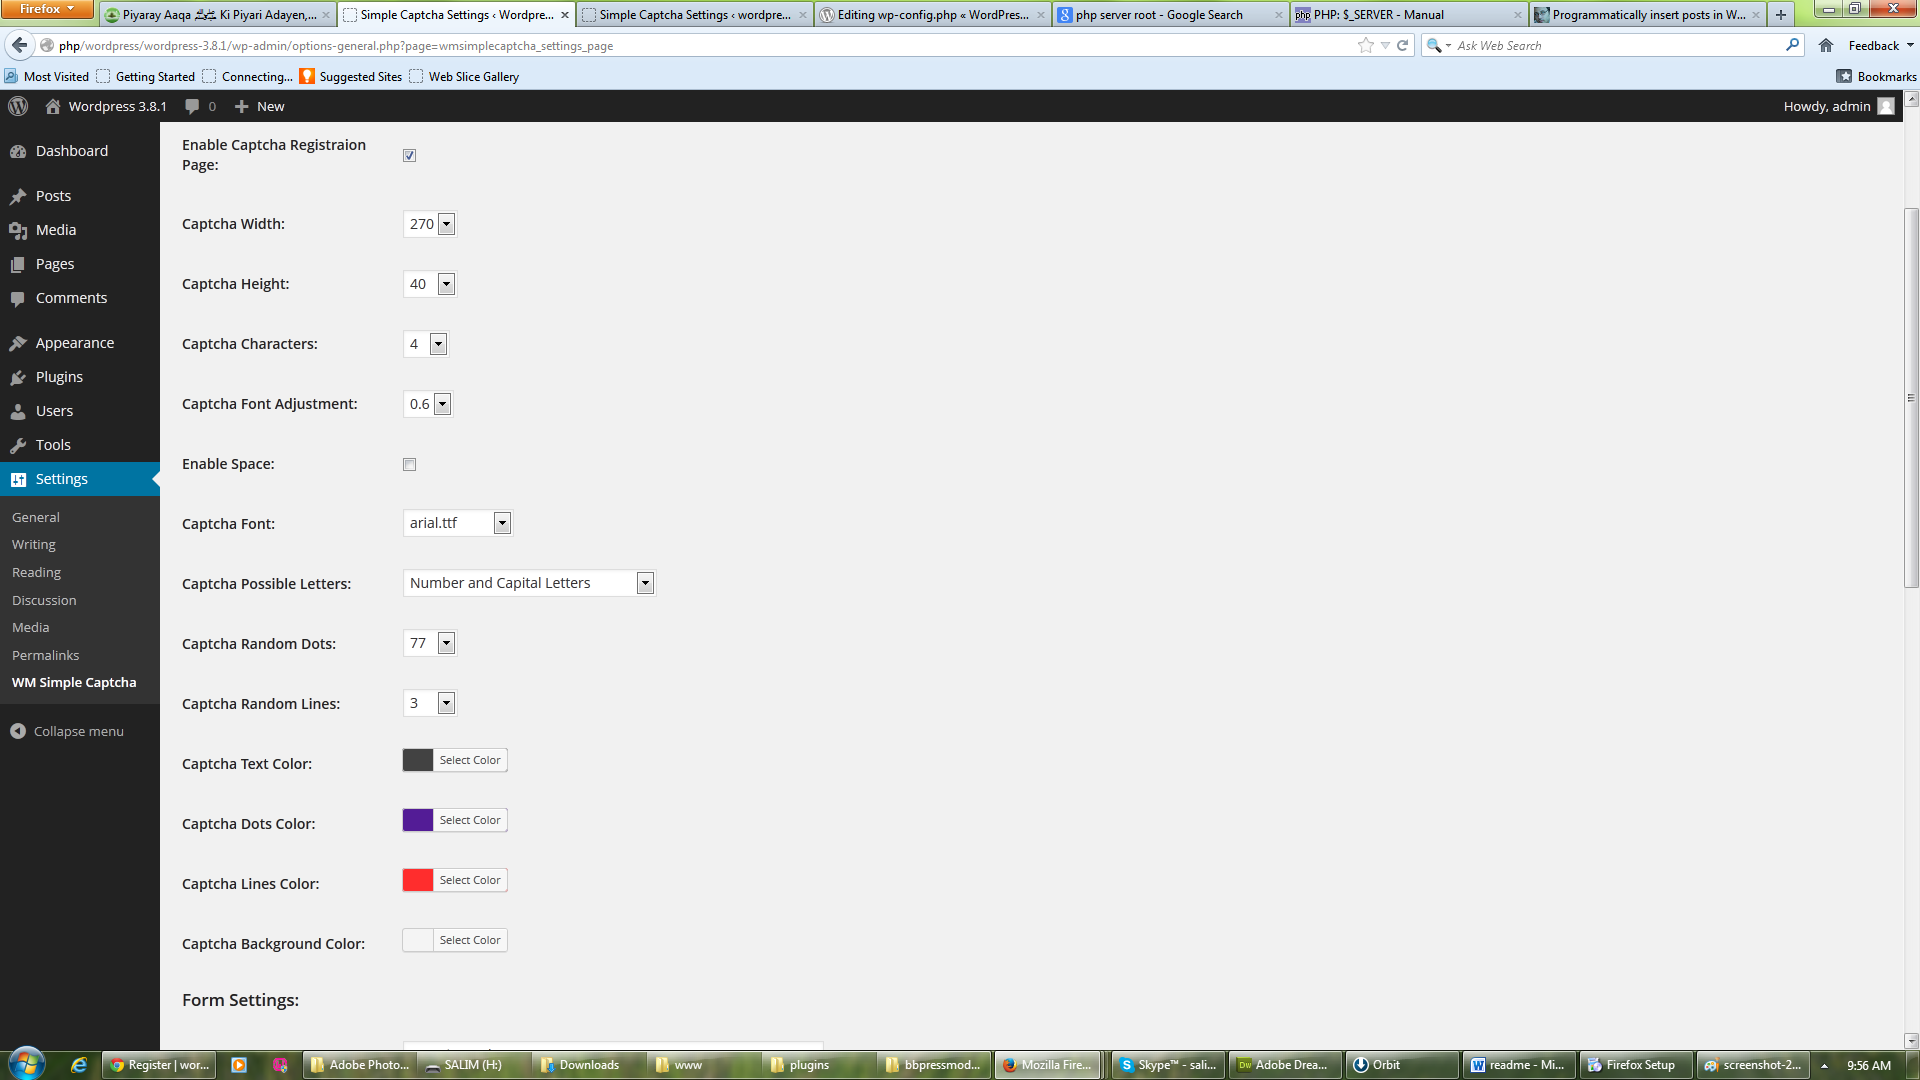 Firefox
Piyaray Aaqa ﷺ Ki Piyari Adayen,...
Simple Captcha Settings ‹ Wordpre...
Simple Captcha Settings ‹ wordpre...
Editing wp-config.php « WordPres...
php server root - Google Search
PHP: $_SERVER - Manual
Programmatically insert posts in W...
php/wordpress/wordpress-3.8.1/wp-admin/options-general.php?page=wmsimplecaptcha_settings_page
Ask Web Search
Feedback
Most Visited
Getting Started
Connecting...
Suggested Sites
Web Slice Gallery
Bookmarks
Wordpress 3.8.1
0
New
Howdy, admin
Dashboard
Posts
Media
Pages
Comments
Appearance
Plugins
Users
Tools
Settings
General
Writing
Reading
Discussion
Media
Permalinks
WM Simple Captcha
Collapse menu
Enable Captcha Registraion
Page:
Captcha Width: 270
Captcha Height: 40
Captcha Characters: 4
Captcha Font Adjustment: 0.6
Enable Space:
Captcha Font: arial.ttf
Captcha Possible Letters: Number and Capital Letters
Captcha Random Dots: 77
Captcha Random Lines: 3
Captcha Text Color: Select Color
Captcha Dots Color: Select Color
Captcha Lines Color: Select Color
Captcha Background Color: Select Color
Form Settings:
Register | wor...
Adobe Photo...
SALIM (H:)
Downloads
www
plugins
bbpressmod...
Mozilla Fire...
Skype™ - sali...
Adobe Drea...
Orbit
readme - Mi...
Firefox Setup
screenshot-2...
9:56 AM